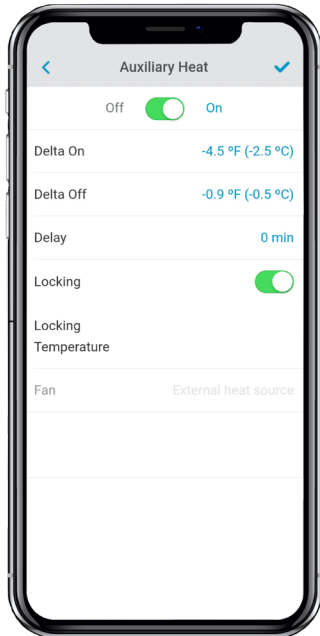 Auxiliary Heat
Off On
Delta On -4.5 ºF (-2.5 ºC)
Delta Off -0.9 ºF (-0.5 ºC)
Delay 0 min
Locking
Locking
Temperature
Fan External heat source